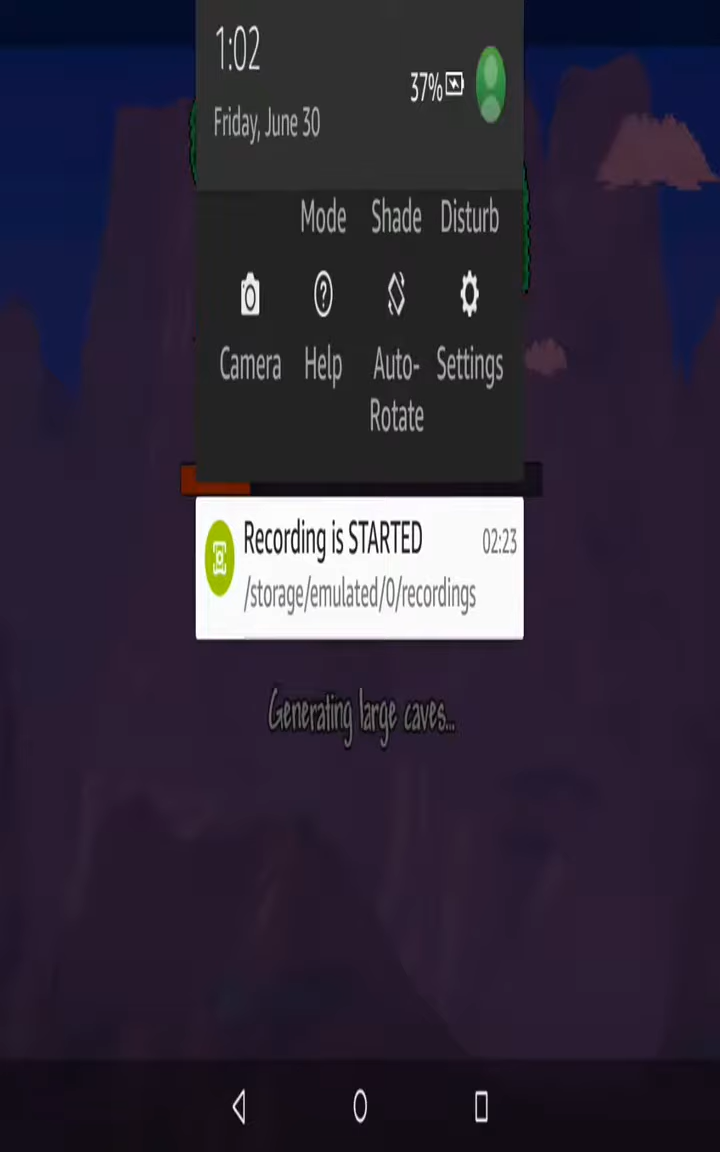 1:02
37%
Friday, June 30
Mode Shade Disturb
Camera Help Auto-Rotate Settings
Recording is STARTED 02:23
/storage/emulated/0/recordings
Generating large caves...